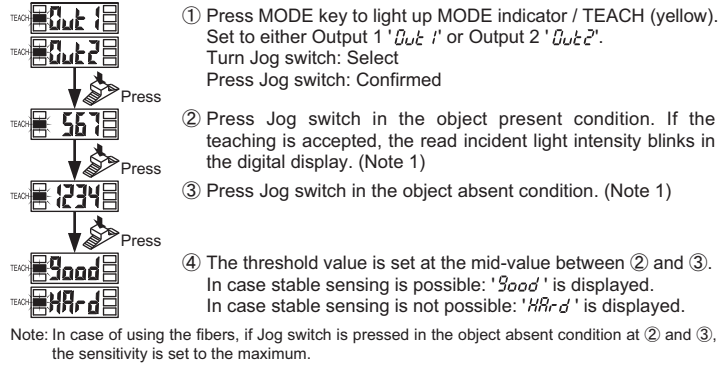 TEACH Out 1
① Press MODE key to light up MODE indicator / TEACH (yellow).
Set to either Output 1 'Out 1' or Output 2 'Out2'.
TEACH Out2
Turn Jog switch: Select
Press Jog switch: Confirmed
Press
② Press Jog switch in the object present condition. If the
TEACH 567
teaching is accepted, the read incident light intensity blinks in
the digital display. (Note 1)
Press
TEACH 1234
③ Press Jog switch in the object absent condition. (Note 1)
Press
TEACH good
④ The threshold value is set at the mid-value between ② and ③.
In case stable sensing is possible: 'good' is displayed.
TEACH HArd
In case stable sensing is not possible: 'HArd' is displayed.
Note: In case of using the fibers, if Jog switch is pressed in the object absent condition at ② and ③,
the sensitivity is set to the maximum.